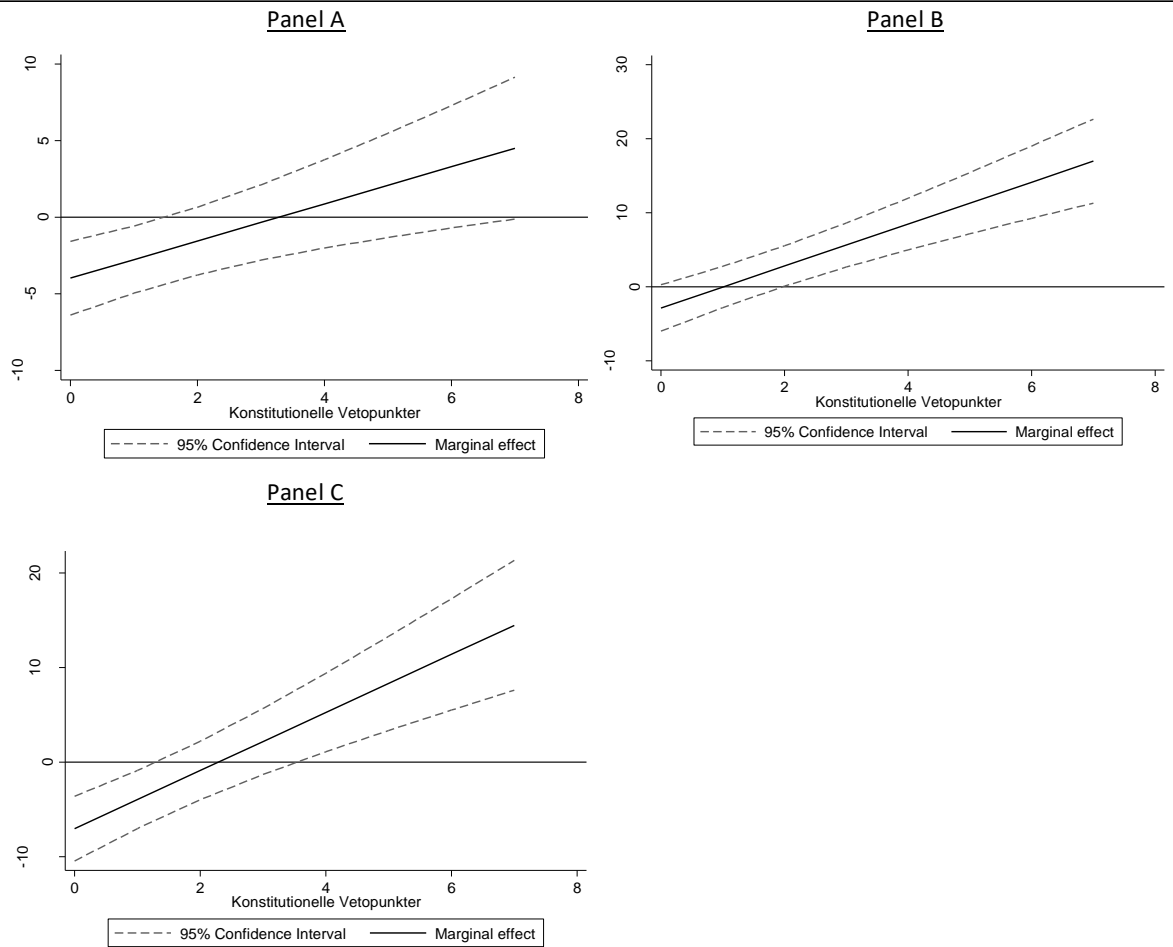 Panel A
10
5
0
-5
-10
0 2 4 6 8
Konstitutionelle Vetopunkter
95% Confidence Interval Marginal effect
Panel B
30
20
10
0
-10
0 2 4 6 8
Konstitutionelle Vetopunkter
95% Confidence Interval Marginal effect
Panel C
20
10
0
-10
0 2 4 6 8
Konstitutionelle Vetopunkter
95% Confidence Interval Marginal effect